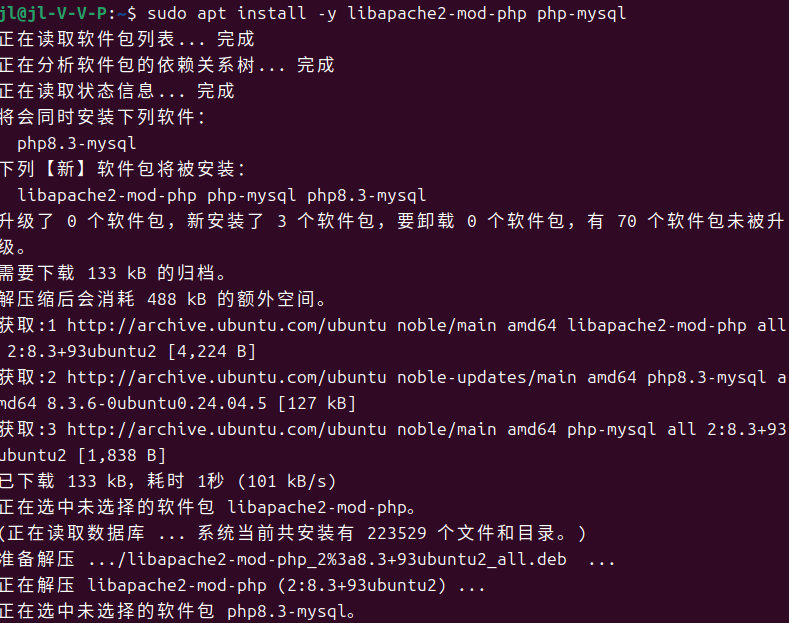 jl@jl-V-V-P:~$ sudo apt install -y libapache2-mod-php php-mysql
正在读取软件包列表... 完成
正在分析软件包的依赖关系树... 完成
正在读取状态信息... 完成
将会同时安装下列软件：
  php8.3-mysql
下列【新】软件包将被安装：
  libapache2-mod-php php-mysql php8.3-mysql
升级了 0 个软件包，新安装了 3 个软件包，要卸载 0 个软件包，有 70 个软件包未被升
级。
需要下载 133 kB 的归档。
解压缩后会消耗 488 kB 的额外空间。
获取:1 http://archive.ubuntu.com/ubuntu noble/main amd64 libapache2-mod-php all
 2:8.3+93ubuntu2 [4,224 B]
获取:2 http://archive.ubuntu.com/ubuntu noble-updates/main amd64 php8.3-mysql a
md64 8.3.6-0ubuntu0.24.04.5 [127 kB]
获取:3 http://archive.ubuntu.com/ubuntu noble/main amd64 php-mysql all 2:8.3+93
ubuntu2 [1,838 B]
已下载 133 kB，耗时 1秒 (101 kB/s)
正在选中未选择的软件包 libapache2-mod-php。
(正在读取数据库 ... 系统当前共安装有 223529 个文件和目录。)
准备解压 .../libapache2-mod-php_2%3a8.3+93ubuntu2_all.deb  ...
正在解压 libapache2-mod-php (2:8.3+93ubuntu2) ...
正在选中未选择的软件包 php8.3-mysql。